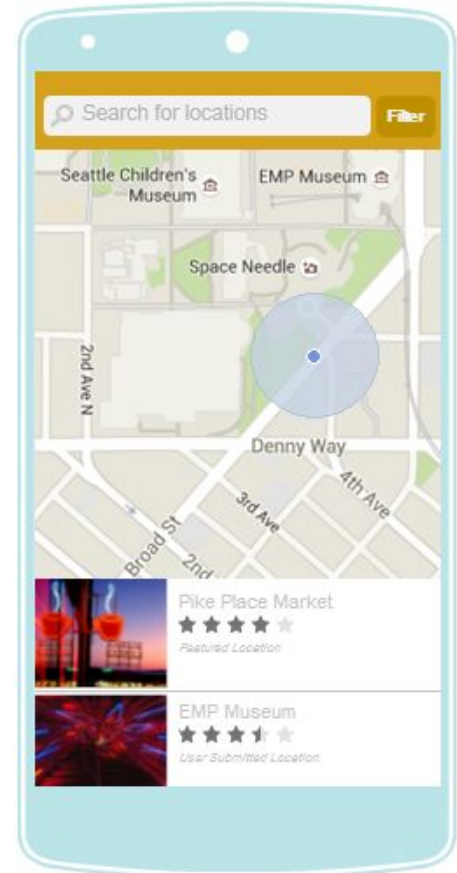 Search for locations
Filter
Seattle Children's
Museum
EMP Museum
Space Needle
2nd Ave N
Denny Way
4th Ave
3rd Ave
Broad St
2nd
Pike Place Market
Featured Location
EMP Museum
User Submitted Location